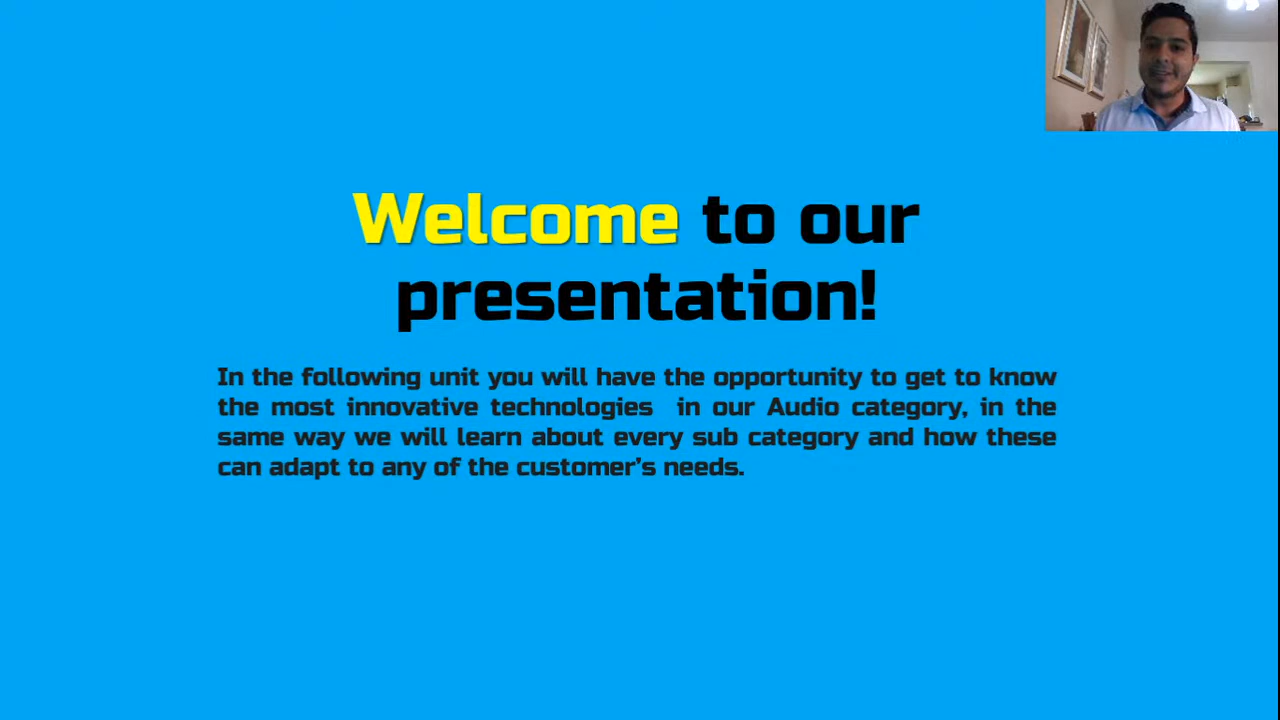 Welcome to our
presentation!
In the following unit you will have the opportunity to get to know
the most innovative technologies in our Audio category, in the
same way we will learn about every sub category and how these
can adapt to any of the customer's needs.